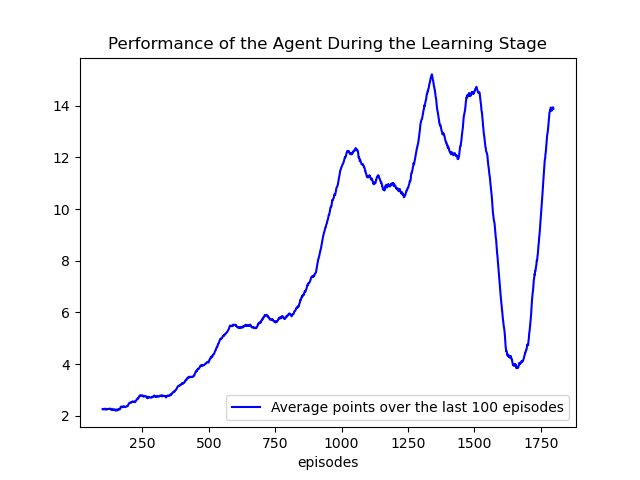 Performance of the Agent During the Learning Stage
14
12
10
8
6
4
2
Average points over the last 100 episodes
250 500 750 1000 1250 1500 1750
episodes